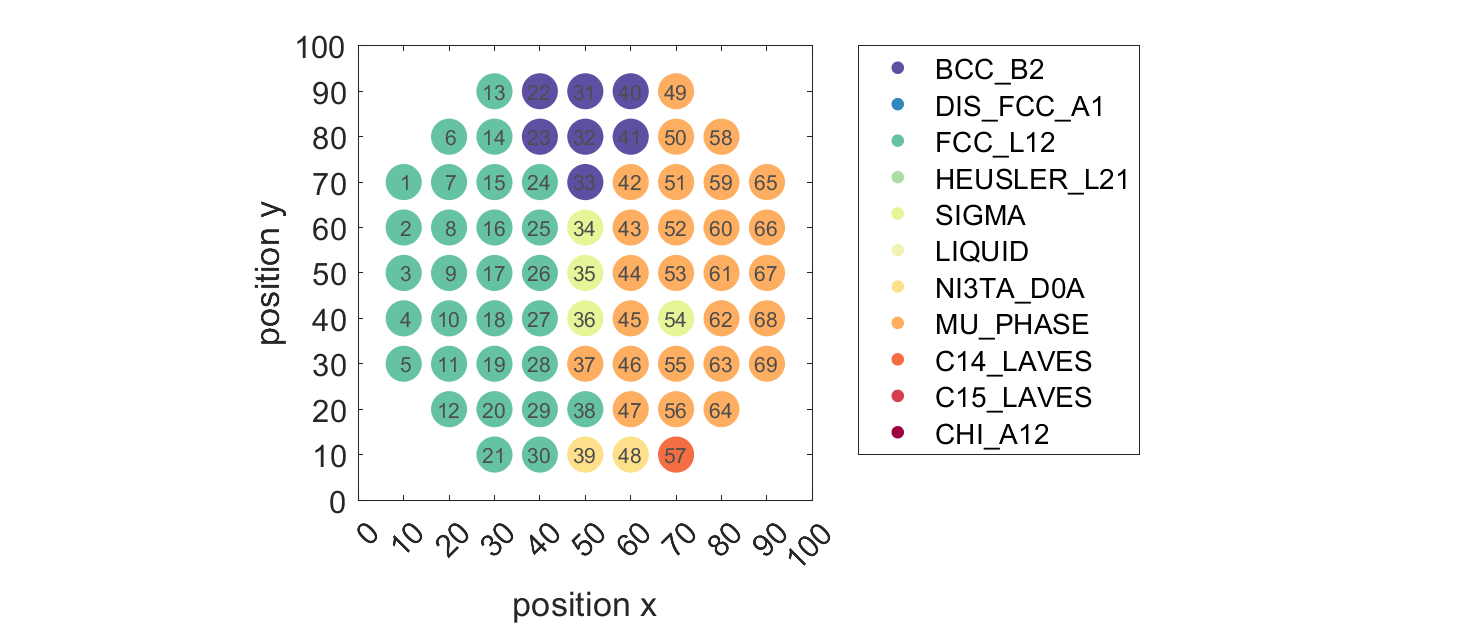 100
90 13 22 31 40 49
80 6 14 23 32 41 50 58
70 1 7 15 24 33 42 51 59 65
60 2 8 16 25 34 43 52 60 66
50 3 9 17 26 35 44 53 61 67
40 4 10 18 27 36 45 54 62 68
30 5 11 19 28 37 46 55 63 69
20 12 20 29 38 47 56 64
10 21 30 39 48 57
0
position y
0 10 20 30 40 50 60 70 80 90 100
position x
BCC_B2
DIS_FCC_A1
FCC_L12
HEUSLER_L21
SIGMA
LIQUID
NI3TA_D0A
MU_PHASE
C14_LAVES
C15_LAVES
CHI_A12